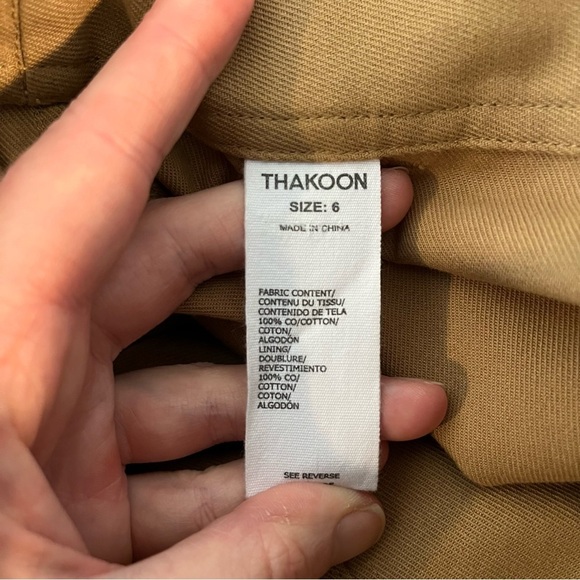 THAKOON
SIZE: 6
MADE IN CHINA
FABRIC CONTENT/
CONTENU DU TISSU/
CONTENIDO DE TELA
100% CO/COTTON/
COTON/
ALGODÓN
LINING/
DOUBLURE/
REVESTIMIENTO
100% CO/
COTTON/
COTON/
ALGODÓN
SEE REVERSE